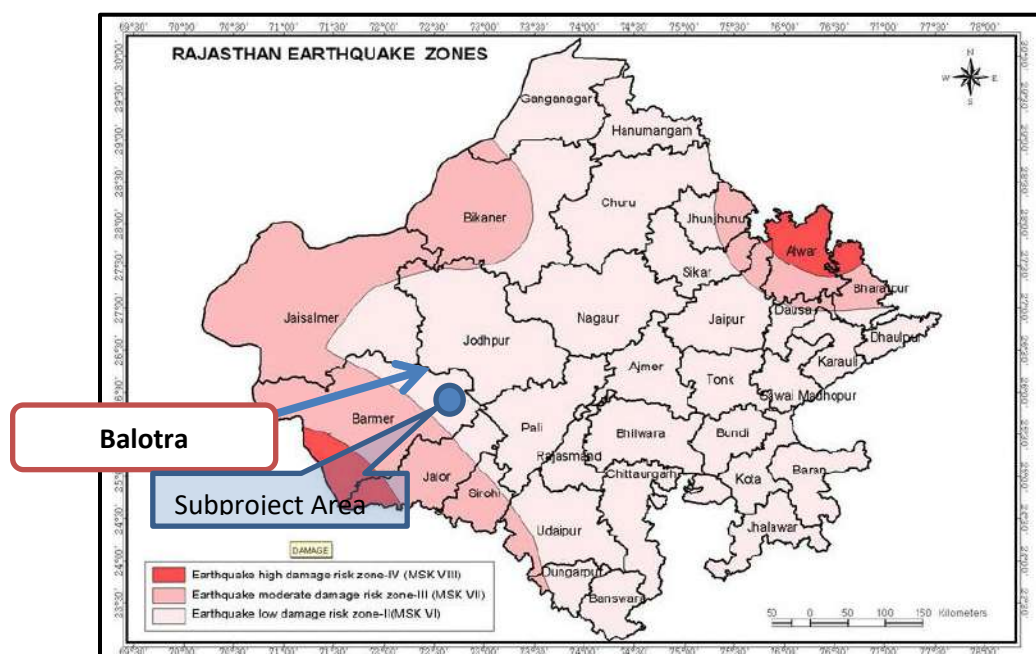 RAJASTHAN EARTHQUAKE ZONES
N
W E
S
Ganganagar
Hanumangarh
Bikaner
Churu
Jhunjhunu
Alwar
Sikar
Bharatpur
Jaisalmer
Nagaur
Jaipur
Dausa
Dhaulpur
Jodhpur
Karauli
Ajmer
Tonk
Sawai Madhopur
Barmer
Balotra
Pali
Bhilwara
Bundi
Rajasmand
Chittaurgarh
Kota
Baran
Jalor
Sirohi
Subproject Area
Udaipur
Jhalawar
Dungarpur
Banswara
DAMAGE
Earthquake high damage risk zone-IV (MSK VIII)
Earthquake moderate damage risk zone-III (MSK VII)
Earthquake low damage risk zone-II(MSK VI)
50 0 50 100 150 Kilometers